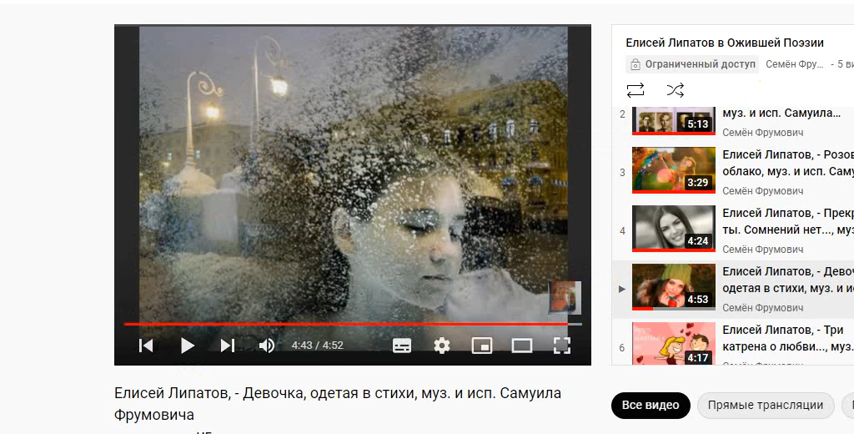 4:43 / 4:52
Елисей Липатов, - Девочка, одетая в стихи, муз. и исп. Самуила
Фрумовича
Елисей Липатов в Ожившей Поэзии
Ограниченный доступ Семён Фру... - 5 ви
2
5:13
муз. и исп. Самуила...
Семён Фрумович
3
3:29
Елисей Липатов, - Розов
облако, муз. и исп. Саму
Семён Фрумович
4
4:24
Елисей Липатов, - Прекр
ты. Сомнений нет..., муз
Семён Фрумович
4:53
Елисей Липатов, - Девоч
одетая в стихи, муз. и ис
Семён Фрумович
6
4:17
Елисей Липатов, - Три
катрена о любви..., муз.
Все видео Прямые трансляции